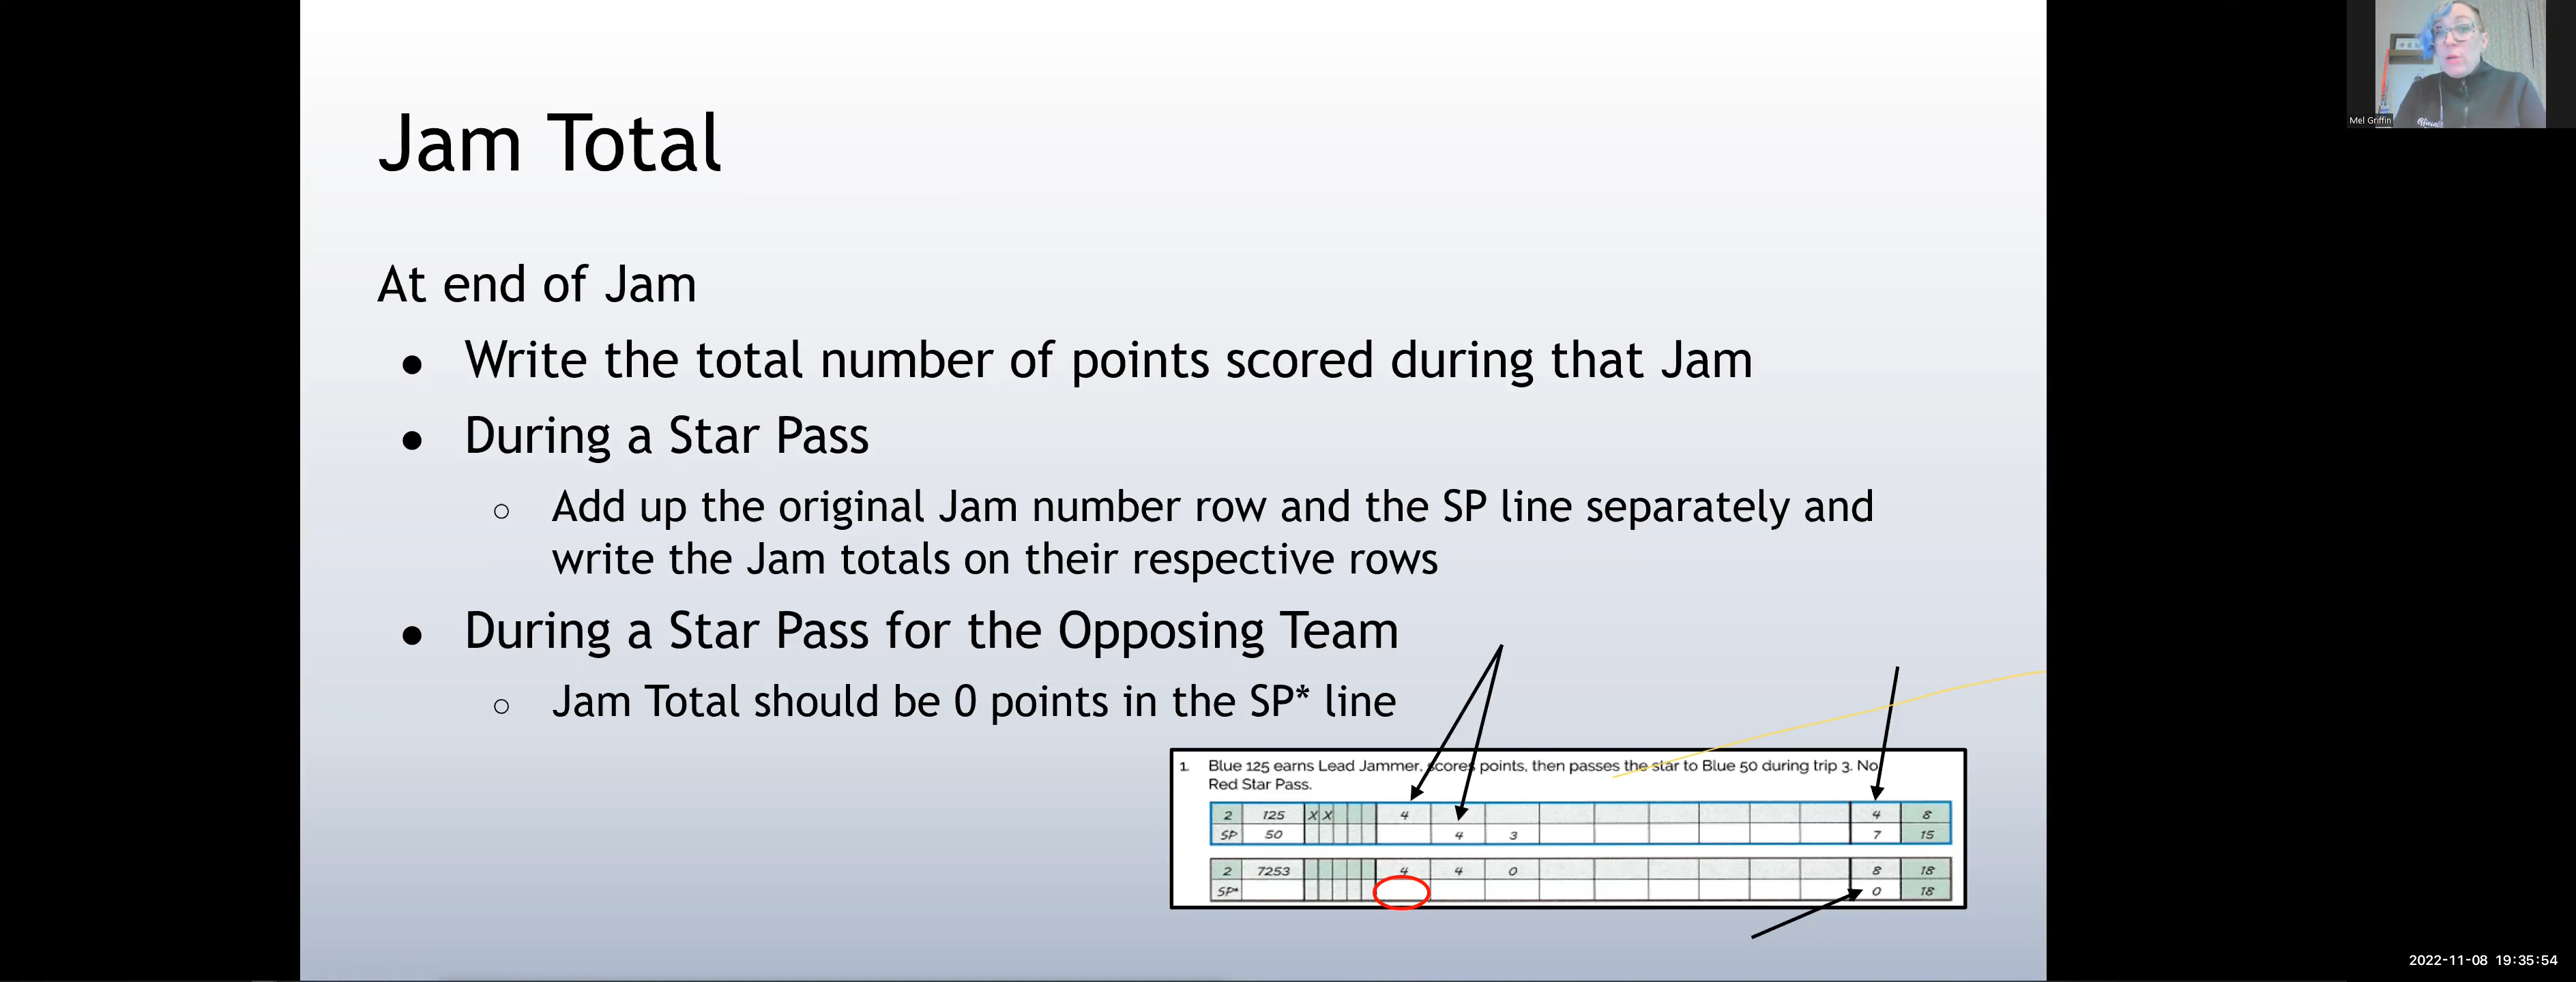 Mel Griffin
Jam Total
At end of Jam
● Write the total number of points scored during that Jam
● During a Star Pass
○ Add up the original Jam number row and the SP line separately and
write the Jam totals on their respective rows
● During a Star Pass for the Opposing Team
○ Jam Total should be 0 points in the SP* line
1. Blue 125 earns Lead Jammer, scores points, then passes the star to Blue 50 during trip 3. No
Red Star Pass.
2 125 X X 4 4 8
SP 50 4 3 7 15
2 7253 4 4 0 8 18
SP* 0 18
2022-11-08 19:35:54